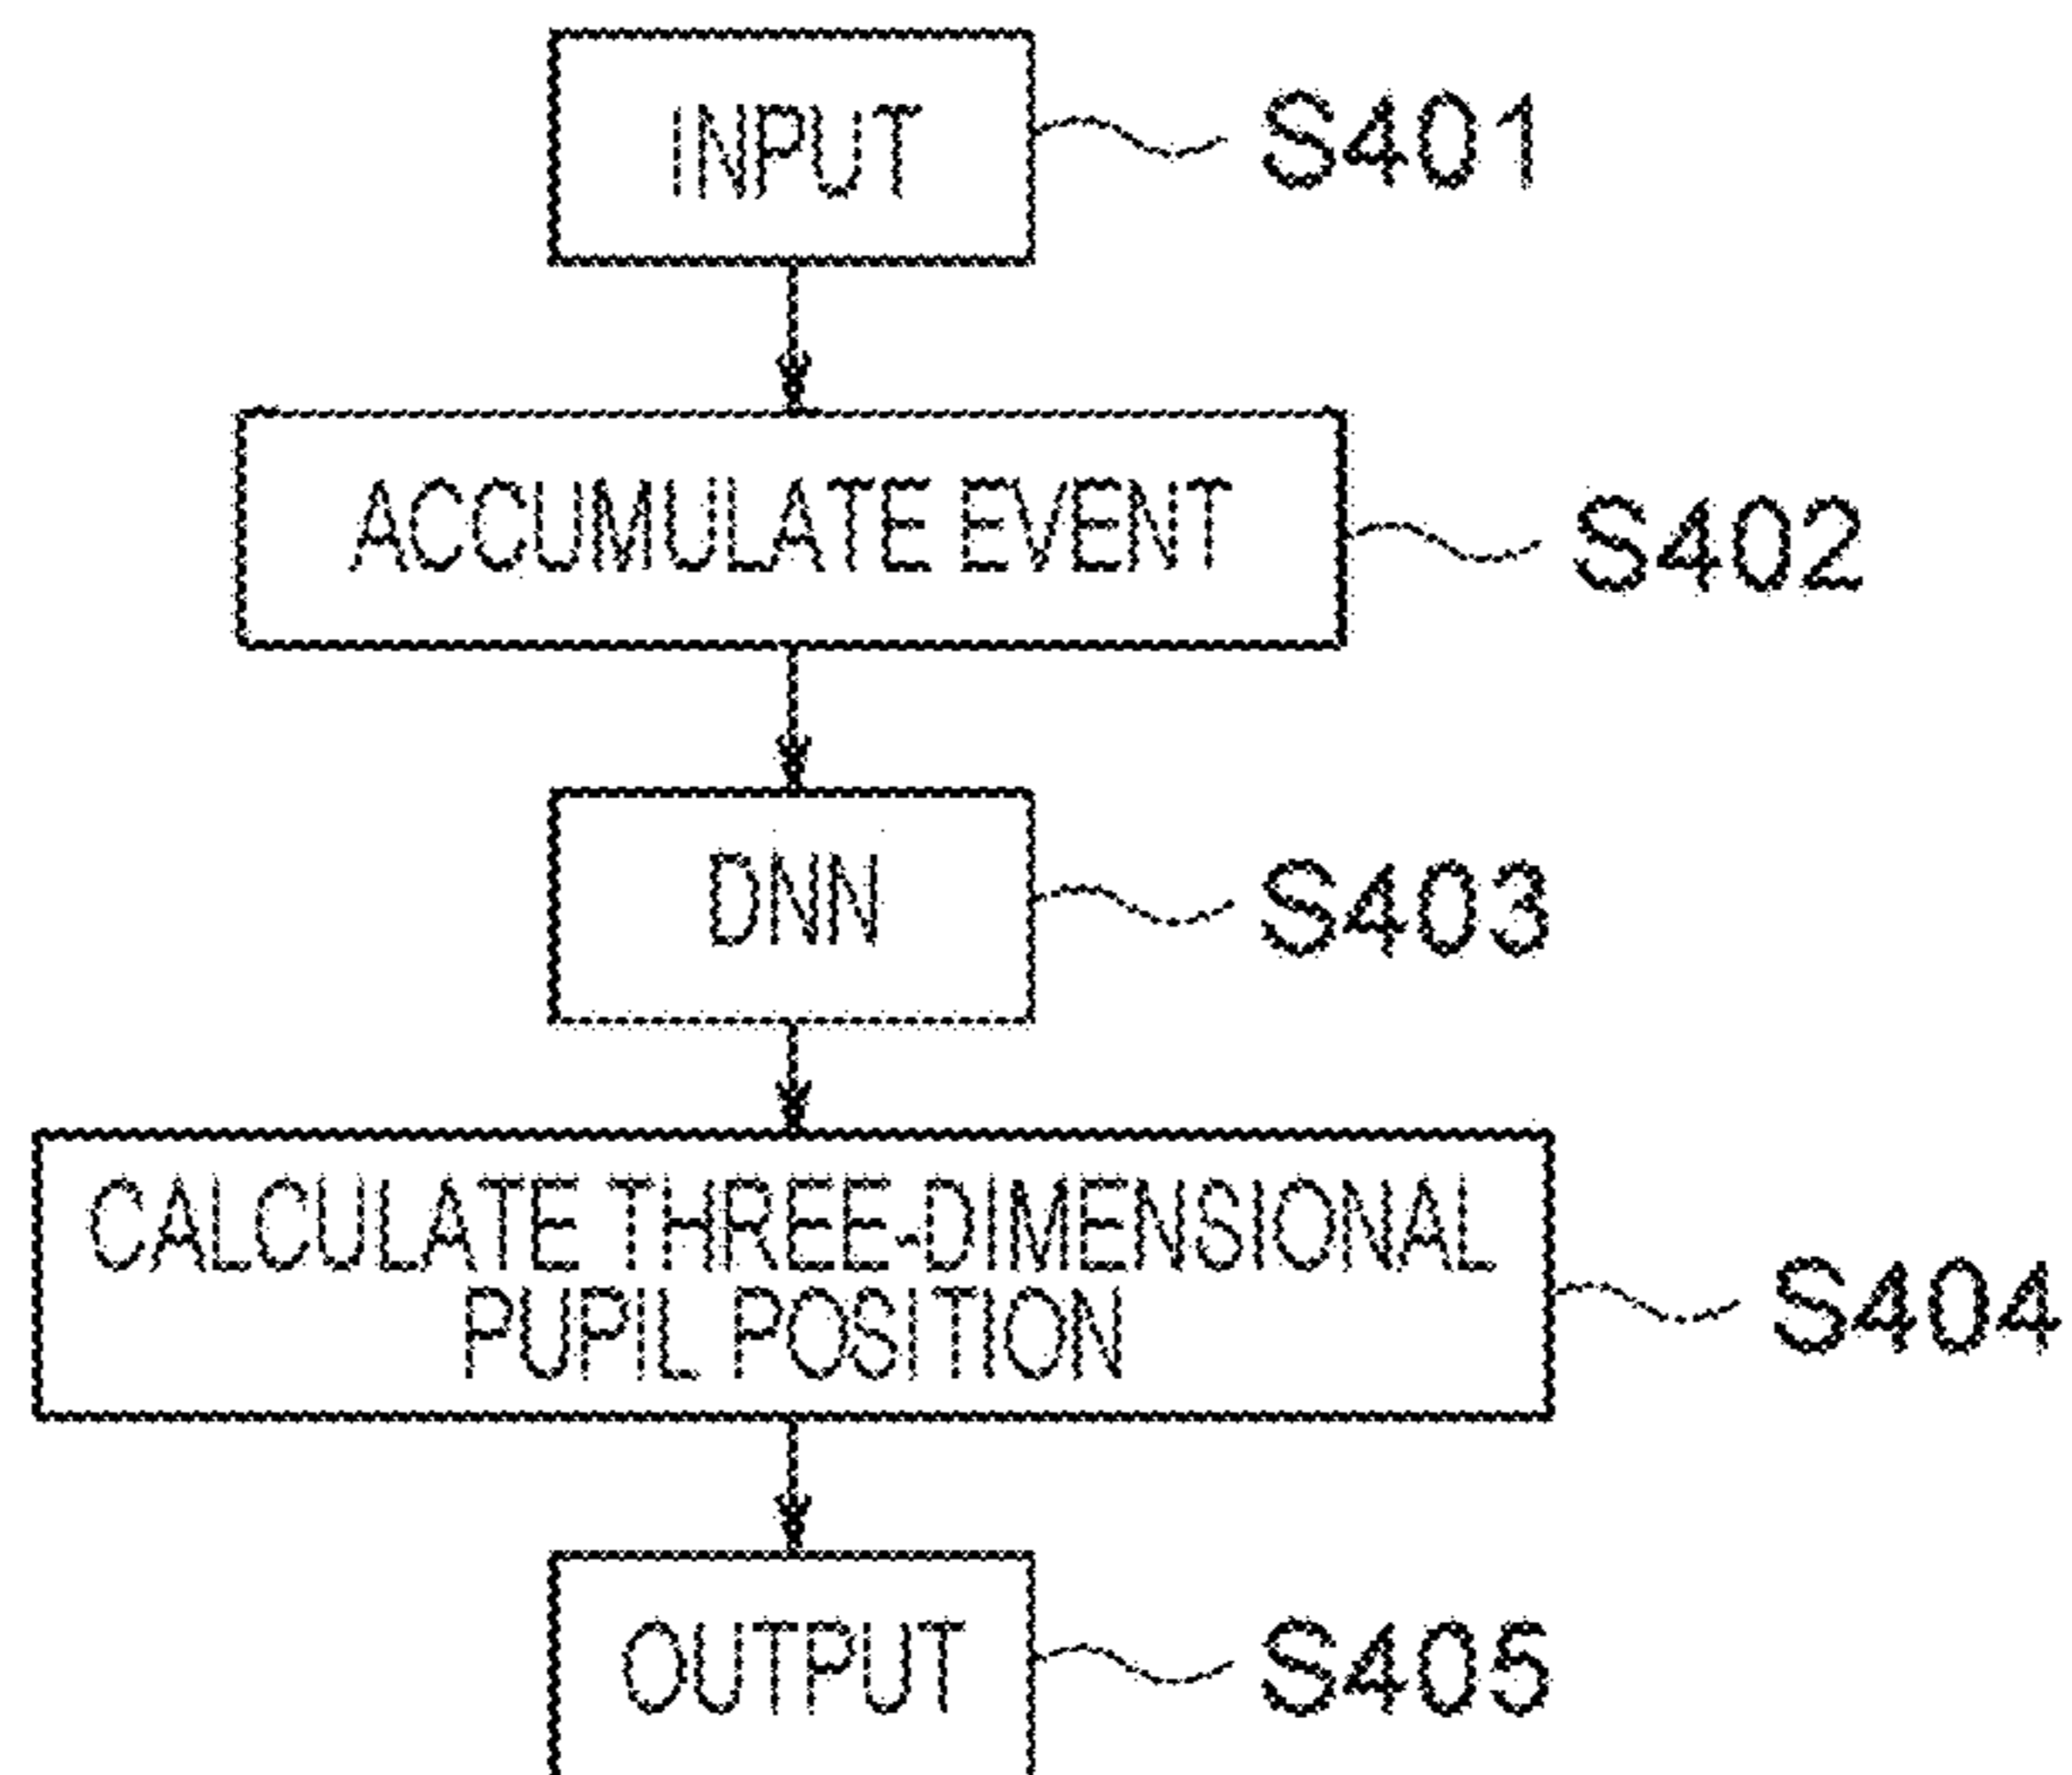 INPUT
S401
ACCUMULATE EVENT
S402
DNN
S403
CALCULATE THREE-DIMENSIONAL
PUPIL POSITION
S404
OUTPUT
S405